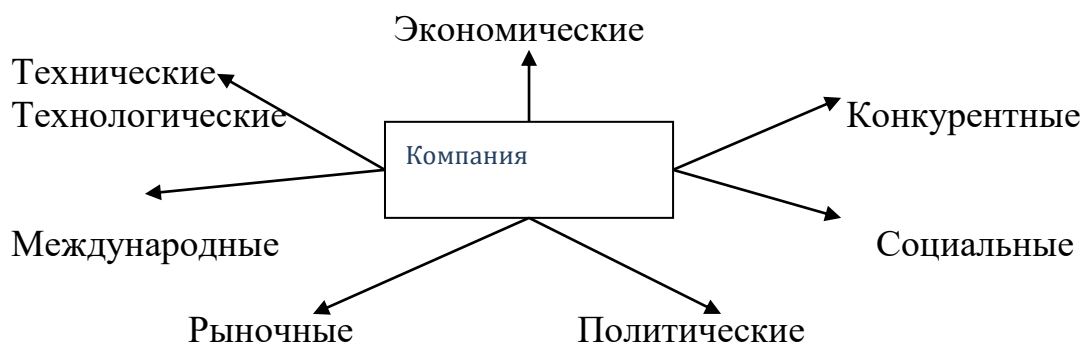 Экономические
Технические
Технологические
Конкурентные
Компания
Международные
Социальные
Рыночные
Политические